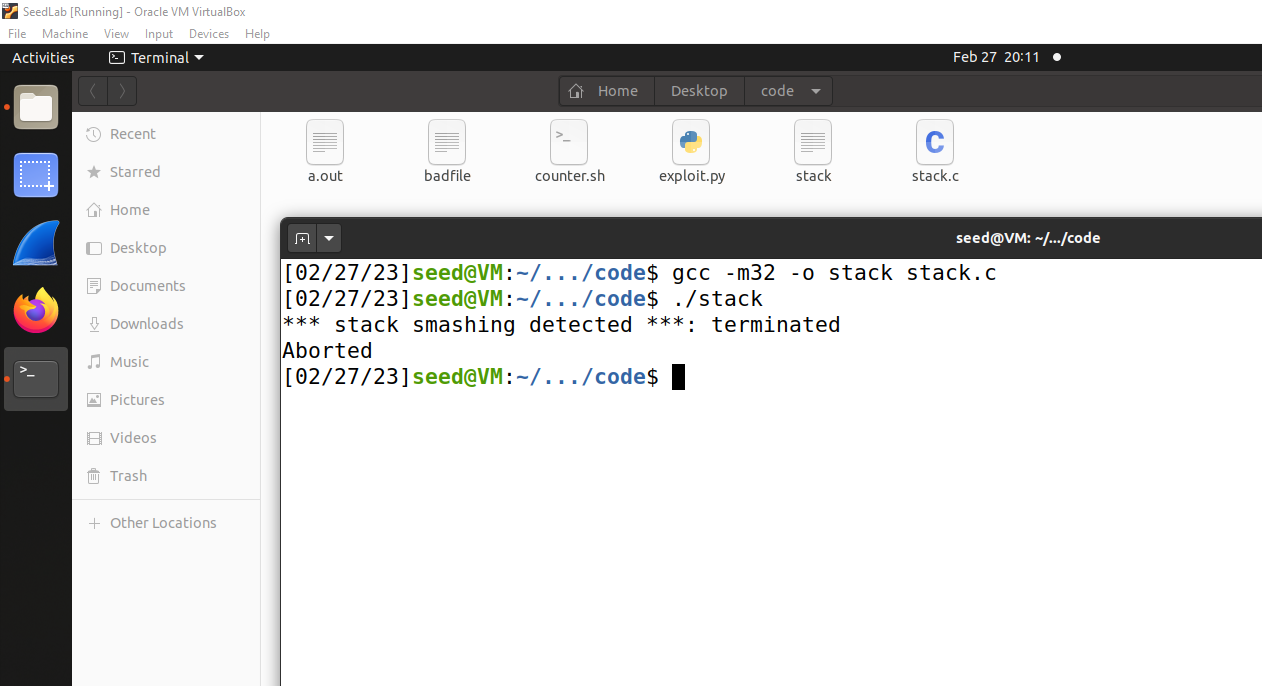 SeedLab [Running] - Oracle VM VirtualBox
File Machine View Input Devices Help
Activities Terminal Feb 27 20:11
Home Desktop code
Recent
Starred
Home
Desktop
Documents
Downloads
Music
Pictures
Videos
Trash
Other Locations
a.out badfile counter.sh exploit.py stack stack.c
seed@VM: ~/.../code
[02/27/23]seed@VM:~/.../code$ gcc -m32 -o stack stack.c
[02/27/23]seed@VM:~/.../code$ ./stack
*** stack smashing detected ***: terminated
Aborted
[02/27/23]seed@VM:~/.../code$